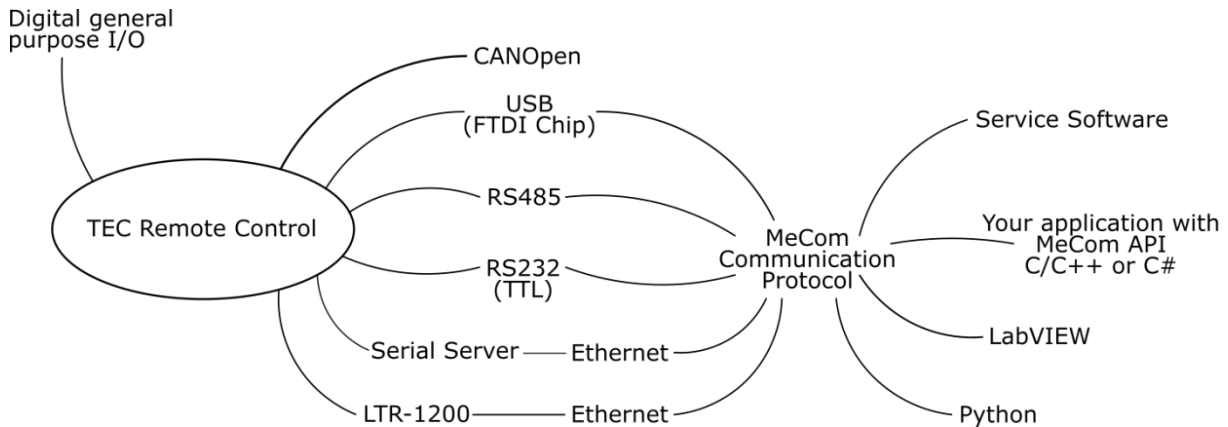 Digital general
purpose I/O
CANOpen
USB
(FTDI Chip)
Service Software
RS485
TEC Remote Control
Your application with
MeCom API
C/C++ or C#
MeCom
Communication
Protocol
RS232
(TTL)
LabVIEW
Serial Server
Ethernet
LTR-1200
Ethernet
Python